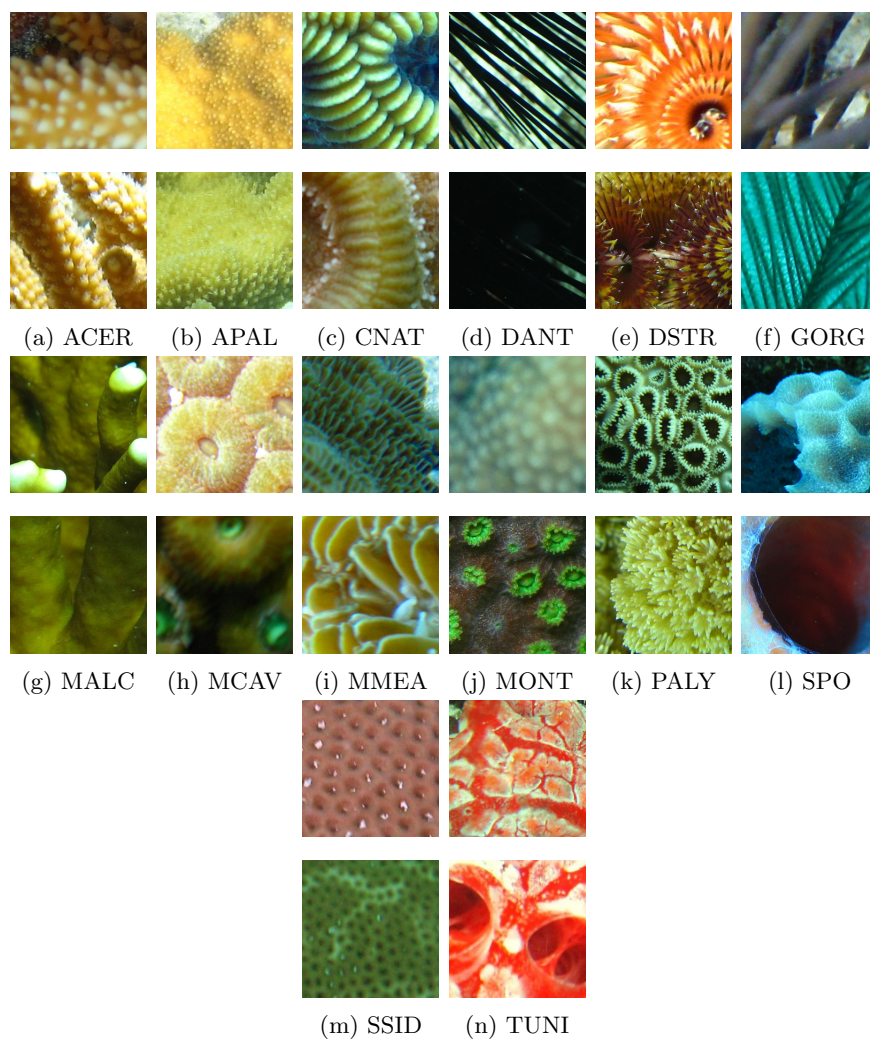 (a) ACER (b) APAL (c) CNAT (d) DANT (e) DSTR (f) GORG
(g) MALC (h) MCAV (i) MMEA (j) MONT (k) PALY (l) SPO
(m) SSID (n) TUNI